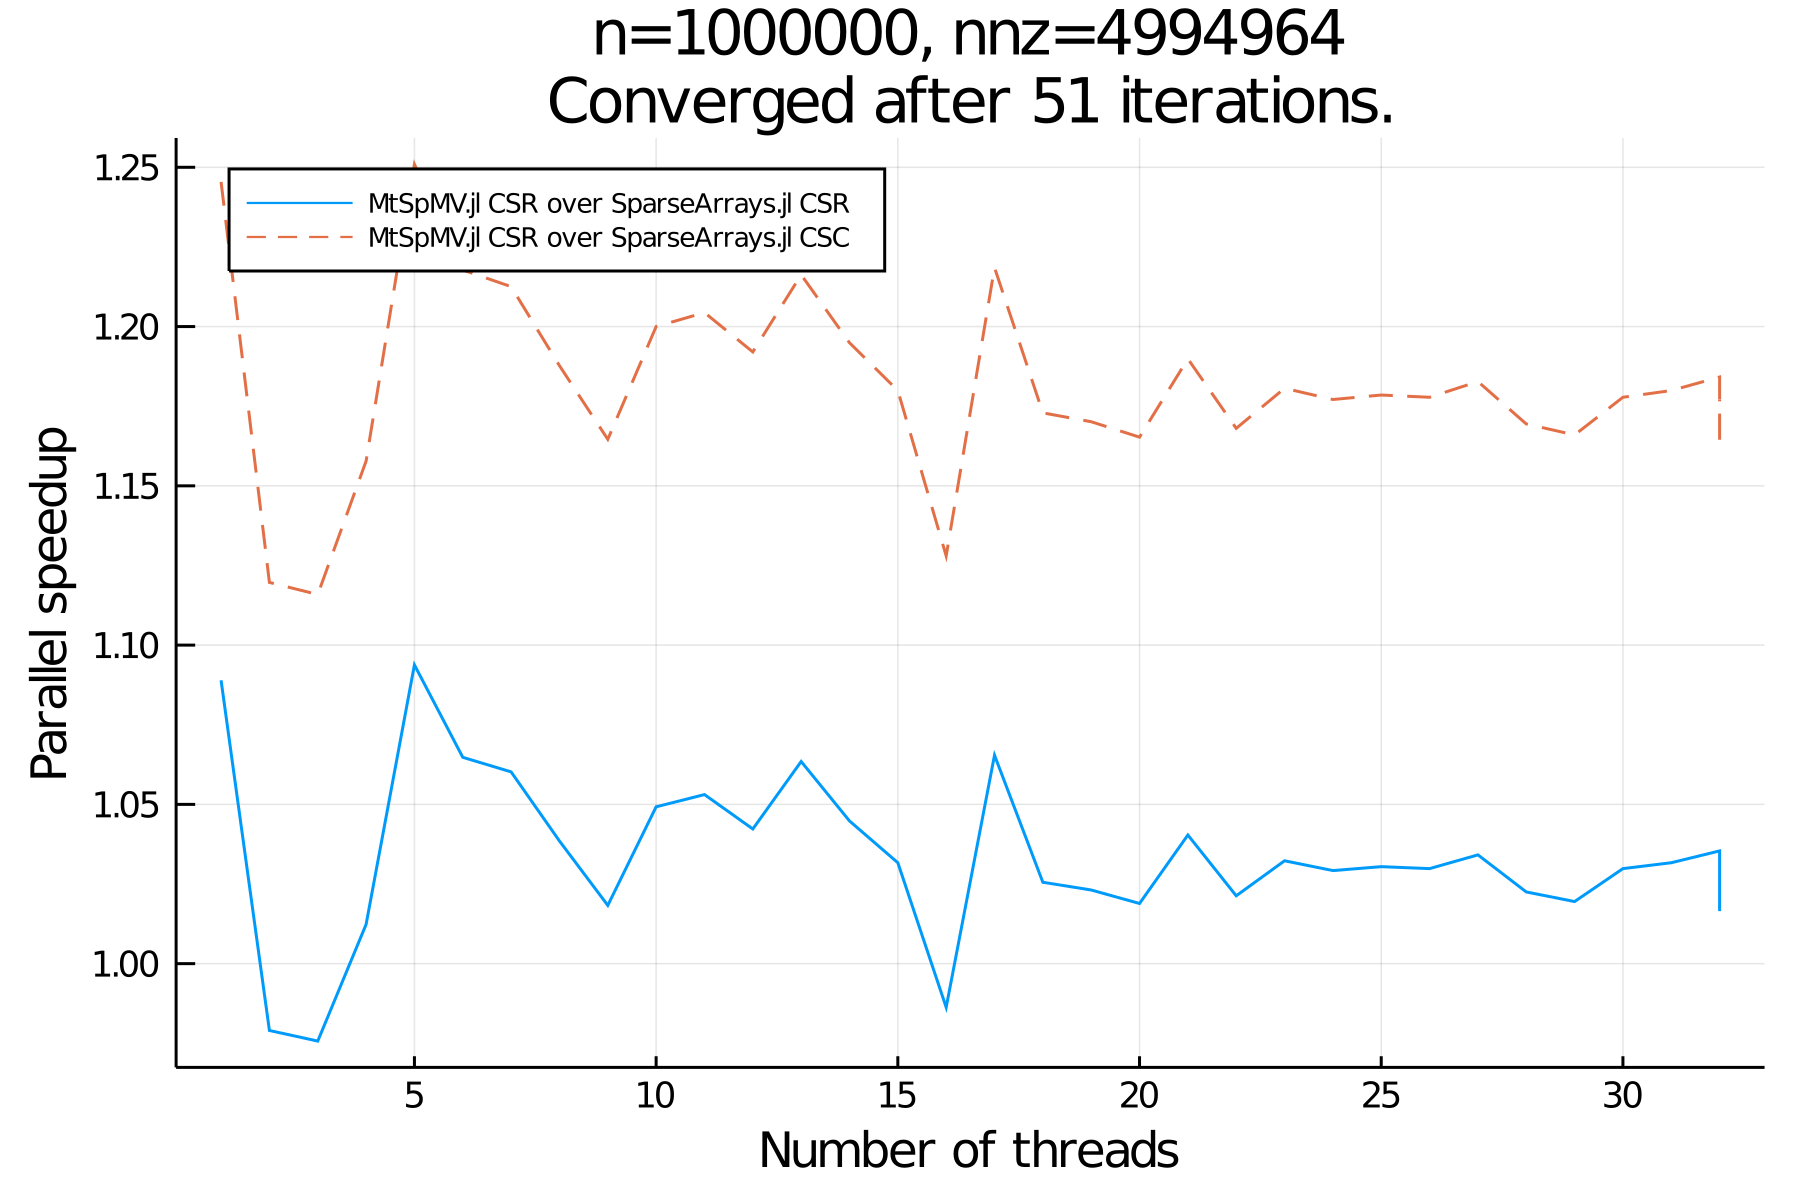 n=1000000, nnz=4994964
Converged after 51 iterations.
1.25
1.20
1.15
1.10
1.05
1.00
Parallel speedup
MtSpMV.jl CSR over SparseArrays.jl CSR
MtSpMV.jl CSR over SparseArrays.jl CSC
5 10 15 20 25 30
Number of threads